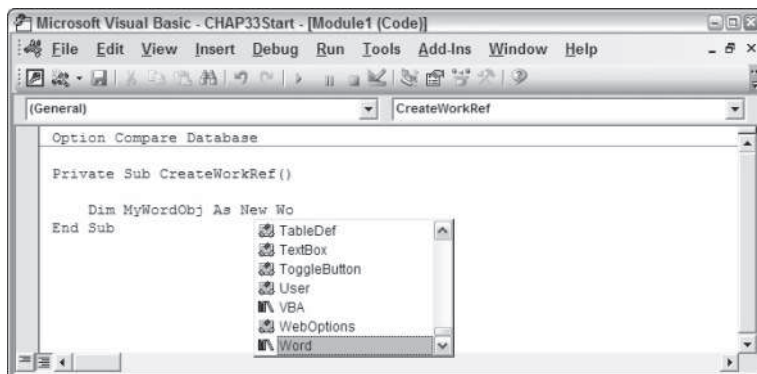 Microsoft Visual Basic - CHAP33Start - [Module1 (Code)]
File Edit View Insert Debug Run Tools Add-Ins Window Help
(General) CreateWorkRef
Option Compare Database
Private Sub CreateWorkRef()
Dim MyWordObj As New Wo
End Sub
TableDef
TextBox
ToggleButton
User
VBA
WebOptions
Word